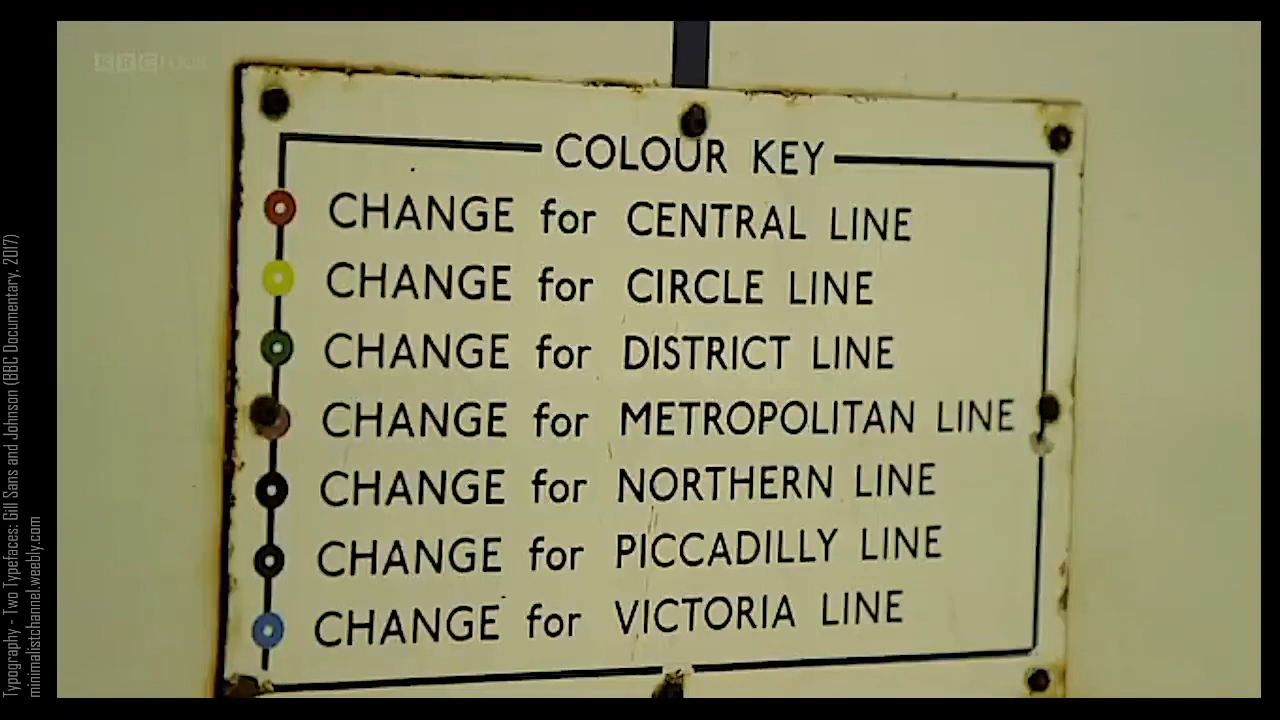 BBC FOUR
COLOUR KEY
CHANGE for CENTRAL LINE
CHANGE for CIRCLE LINE
CHANGE for DISTRICT LINE
CHANGE for METROPOLITAN LINE
CHANGE for NORTHERN LINE
CHANGE for PICCADILLY LINE
CHANGE for VICTORIA LINE
Typography - Two Typefaces: Gill Sans and Johnson (BBC Documentary, 2017)
minimalistchannel.weebly.com